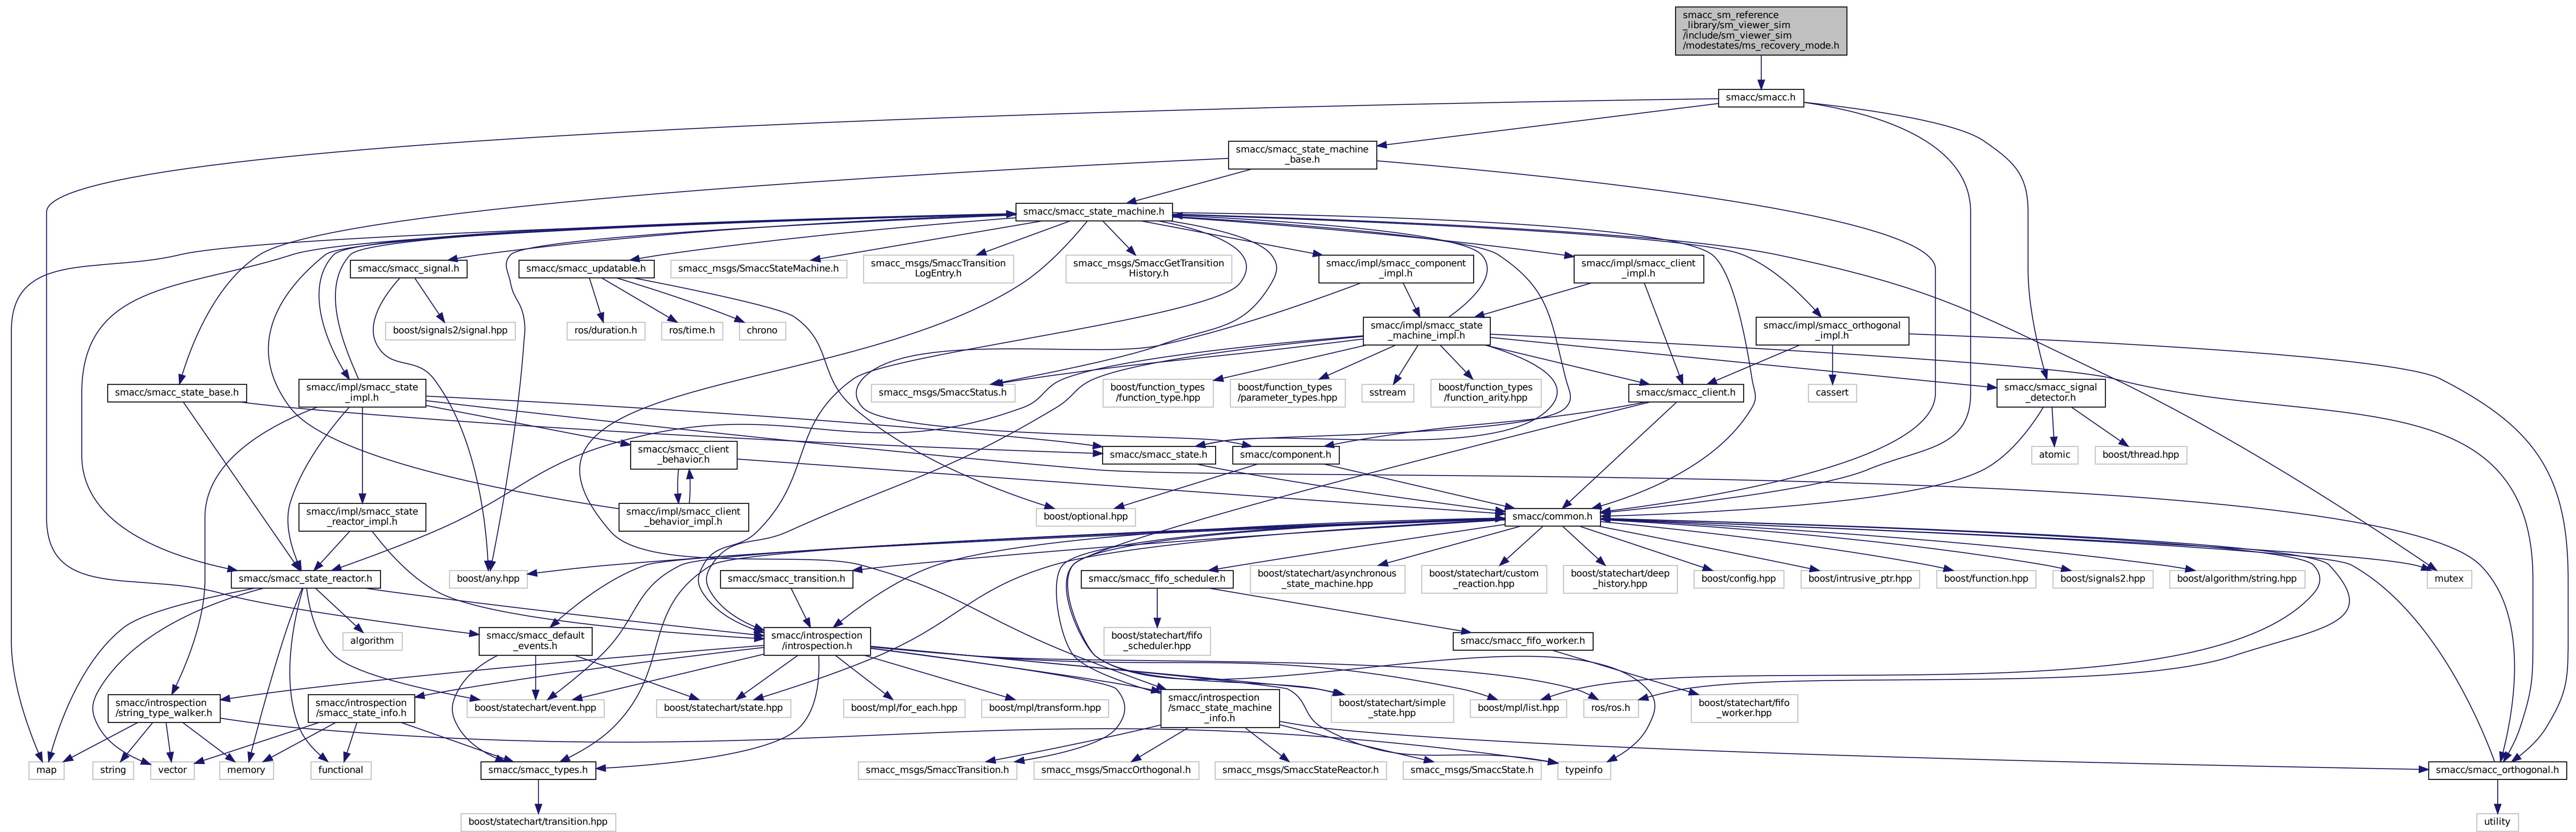 smacc_sm_reference
_library/sm_viewer_sim
/include/sm_viewer_sim
/modestates/ms_recovery_mode.h
smacc/smacc.h
smacc/smacc_state_machine
_base.h
smacc/smacc_state_machine.h
smacc/smacc_signal.h
smacc/smacc_updatable.h
smacc_msgs/SmaccStateMachine.h
smacc_msgs/SmaccTransition
LogEntry.h
smacc_msgs/SmaccGetTransition
History.h
smacc/impl/smacc_component
_impl.h
smacc/impl/smacc_client
_impl.h
boost/signals2/signal.hpp
ros/duration.h
ros/time.h
chrono
smacc/impl/smacc_state
_machine_impl.h
smacc/impl/smacc_orthogonal
_impl.h
smacc/smacc_state_base.h
smacc/impl/smacc_state
_impl.h
smacc_msgs/SmaccStatus.h
boost/function_types
/function_type.hpp
boost/function_types
/parameter_types.hpp
sstream
boost/function_types
/function_arity.hpp
smacc/smacc_client.h
cassert
smacc/smacc_signal
_detector.h
smacc/smacc_client
_behavior.h
smacc/smacc_state.h
smacc/component.h
atomic
boost/thread.hpp
smacc/impl/smacc_state
_reactor_impl.h
smacc/impl/smacc_client
_behavior_impl.h
boost/optional.hpp
smacc/common.h
smacc/smacc_state_reactor.h
boost/any.hpp
smacc/smacc_transition.h
smacc/smacc_fifo_scheduler.h
boost/statechart/asynchronous
_state_machine.hpp
boost/statechart/custom
_reaction.hpp
boost/statechart/deep
_history.hpp
boost/config.hpp
boost/intrusive_ptr.hpp
boost/function.hpp
boost/signals2.hpp
boost/algorithm/string.hpp
mutex
algorithm
smacc/smacc_default
_events.h
smacc/introspection
/introspection.h
boost/statechart/fifo
_scheduler.hpp
smacc/smacc_fifo_worker.h
smacc/introspection
/string_type_walker.h
smacc/introspection
/smacc_state_info.h
boost/statechart/event.hpp
boost/statechart/state.hpp
boost/mpl/for_each.hpp
boost/mpl/transform.hpp
smacc/introspection
/smacc_state_machine
_info.h
boost/statechart/simple
_state.hpp
boost/mpl/list.hpp
ros/ros.h
boost/statechart/fifo
_worker.hpp
map
string
vector
memory
functional
smacc/smacc_types.h
smacc_msgs/SmaccTransition.h
smacc_msgs/SmaccOrthogonal.h
smacc_msgs/SmaccStateReactor.h
smacc_msgs/SmaccState.h
typeinfo
smacc/smacc_orthogonal.h
boost/statechart/transition.hpp
utility